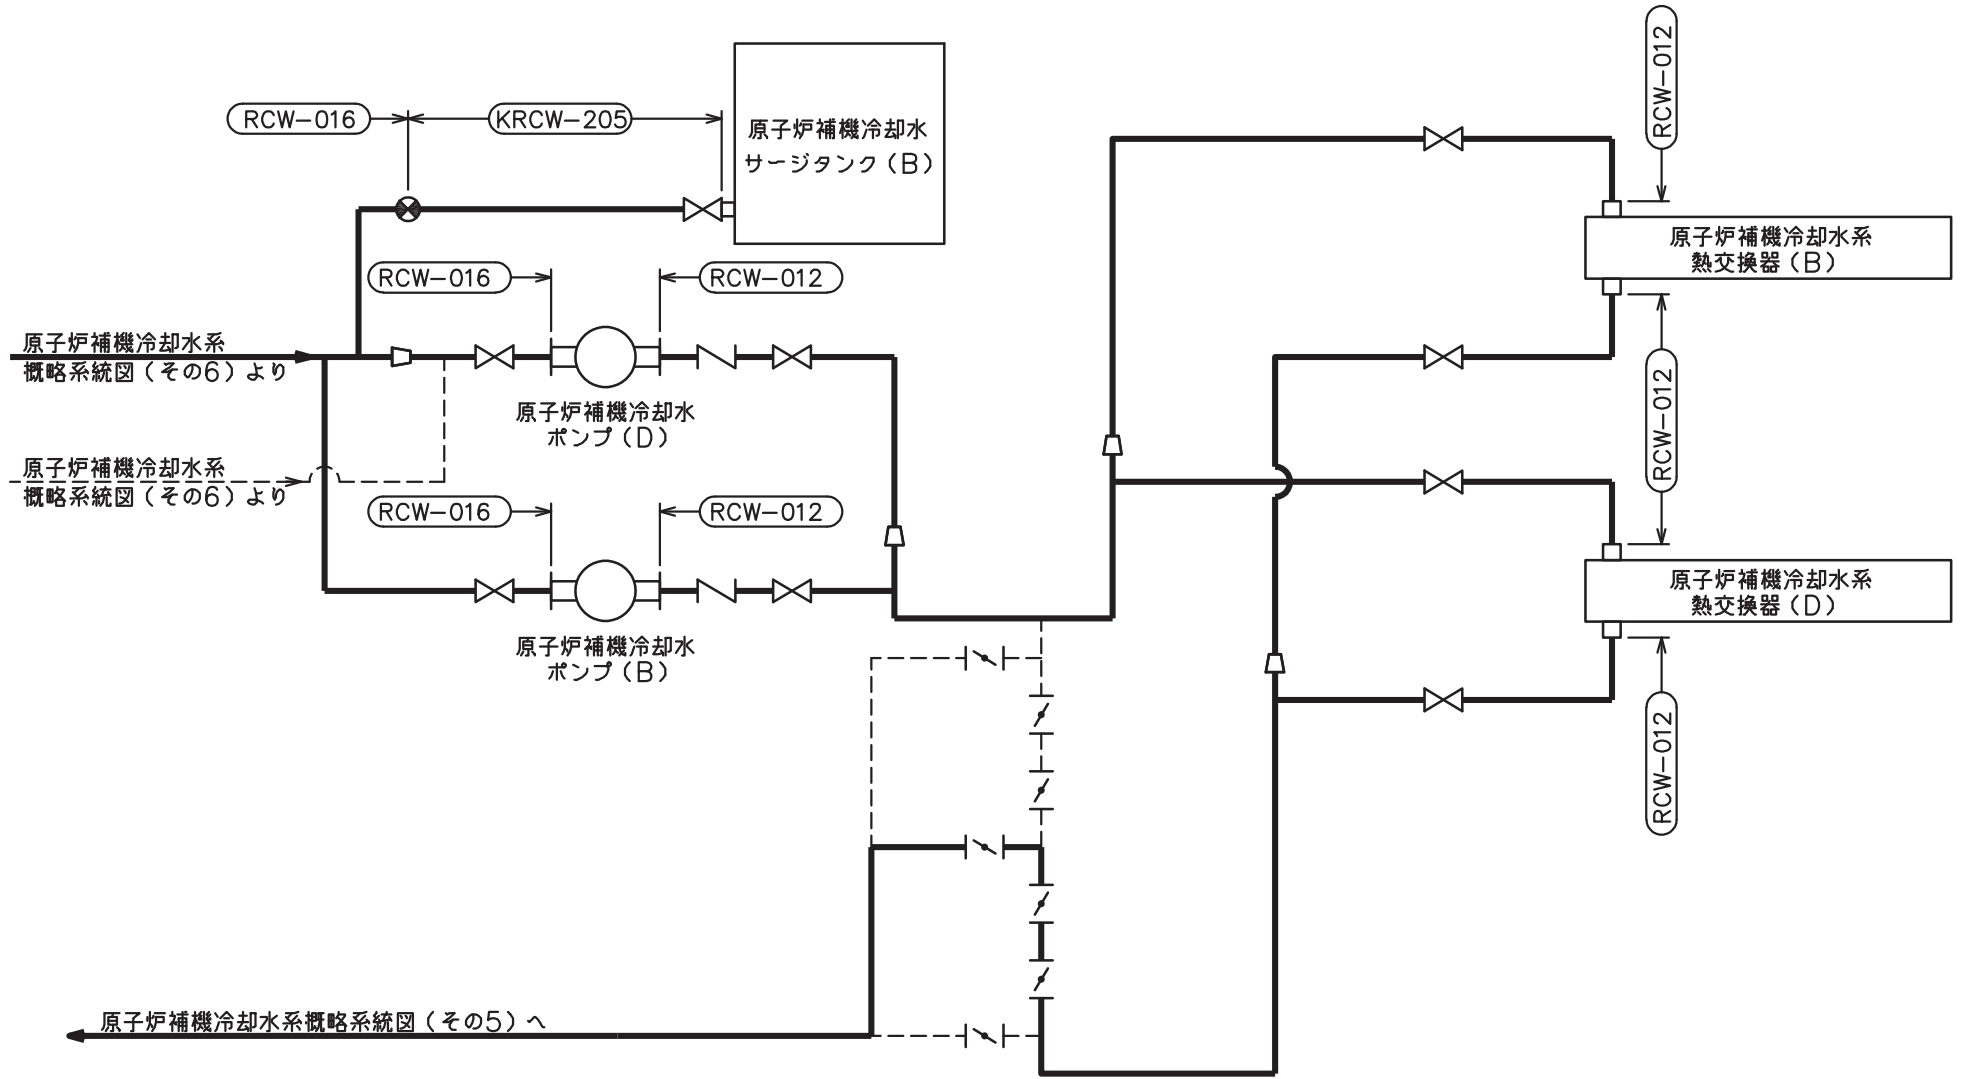 RCW-012
RCW-016
KRCW-205
原子炉補機冷却水
サージタンク(B)
原子炉補機冷却水系
熱交換器(B)
RCW-016
RCW-012
原子炉補機冷却水系
概略系統図(その6)より
原子炉補機冷却水
ポンプ(D)
RCW-012
原子炉補機冷却水系
概略系統図(その6)より
RCW-016
RCW-012
原子炉補機冷却水系
熱交換器(D)
原子炉補機冷却水
ポンプ(B)
RCW-012
原子炉補機冷却水系概略系統図(その5)へ